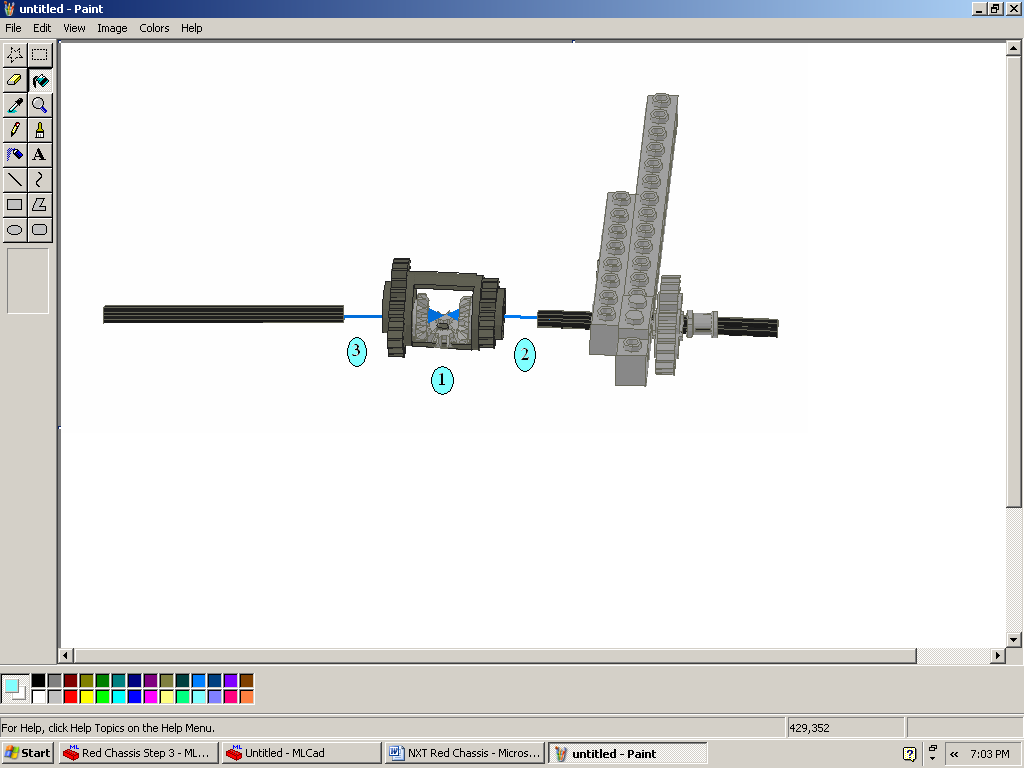 untitled - Paint
File Edit View Image Colors Help
A
3
2
1
For Help, click Help Topics on the Help Menu.
429,352
Start
ML
Red Chassis Step 3 - ML...
ML
Untitled - MLCad
W
NXT Red Chassis - Micros...
untitled - Paint
?
«
7:03 PM